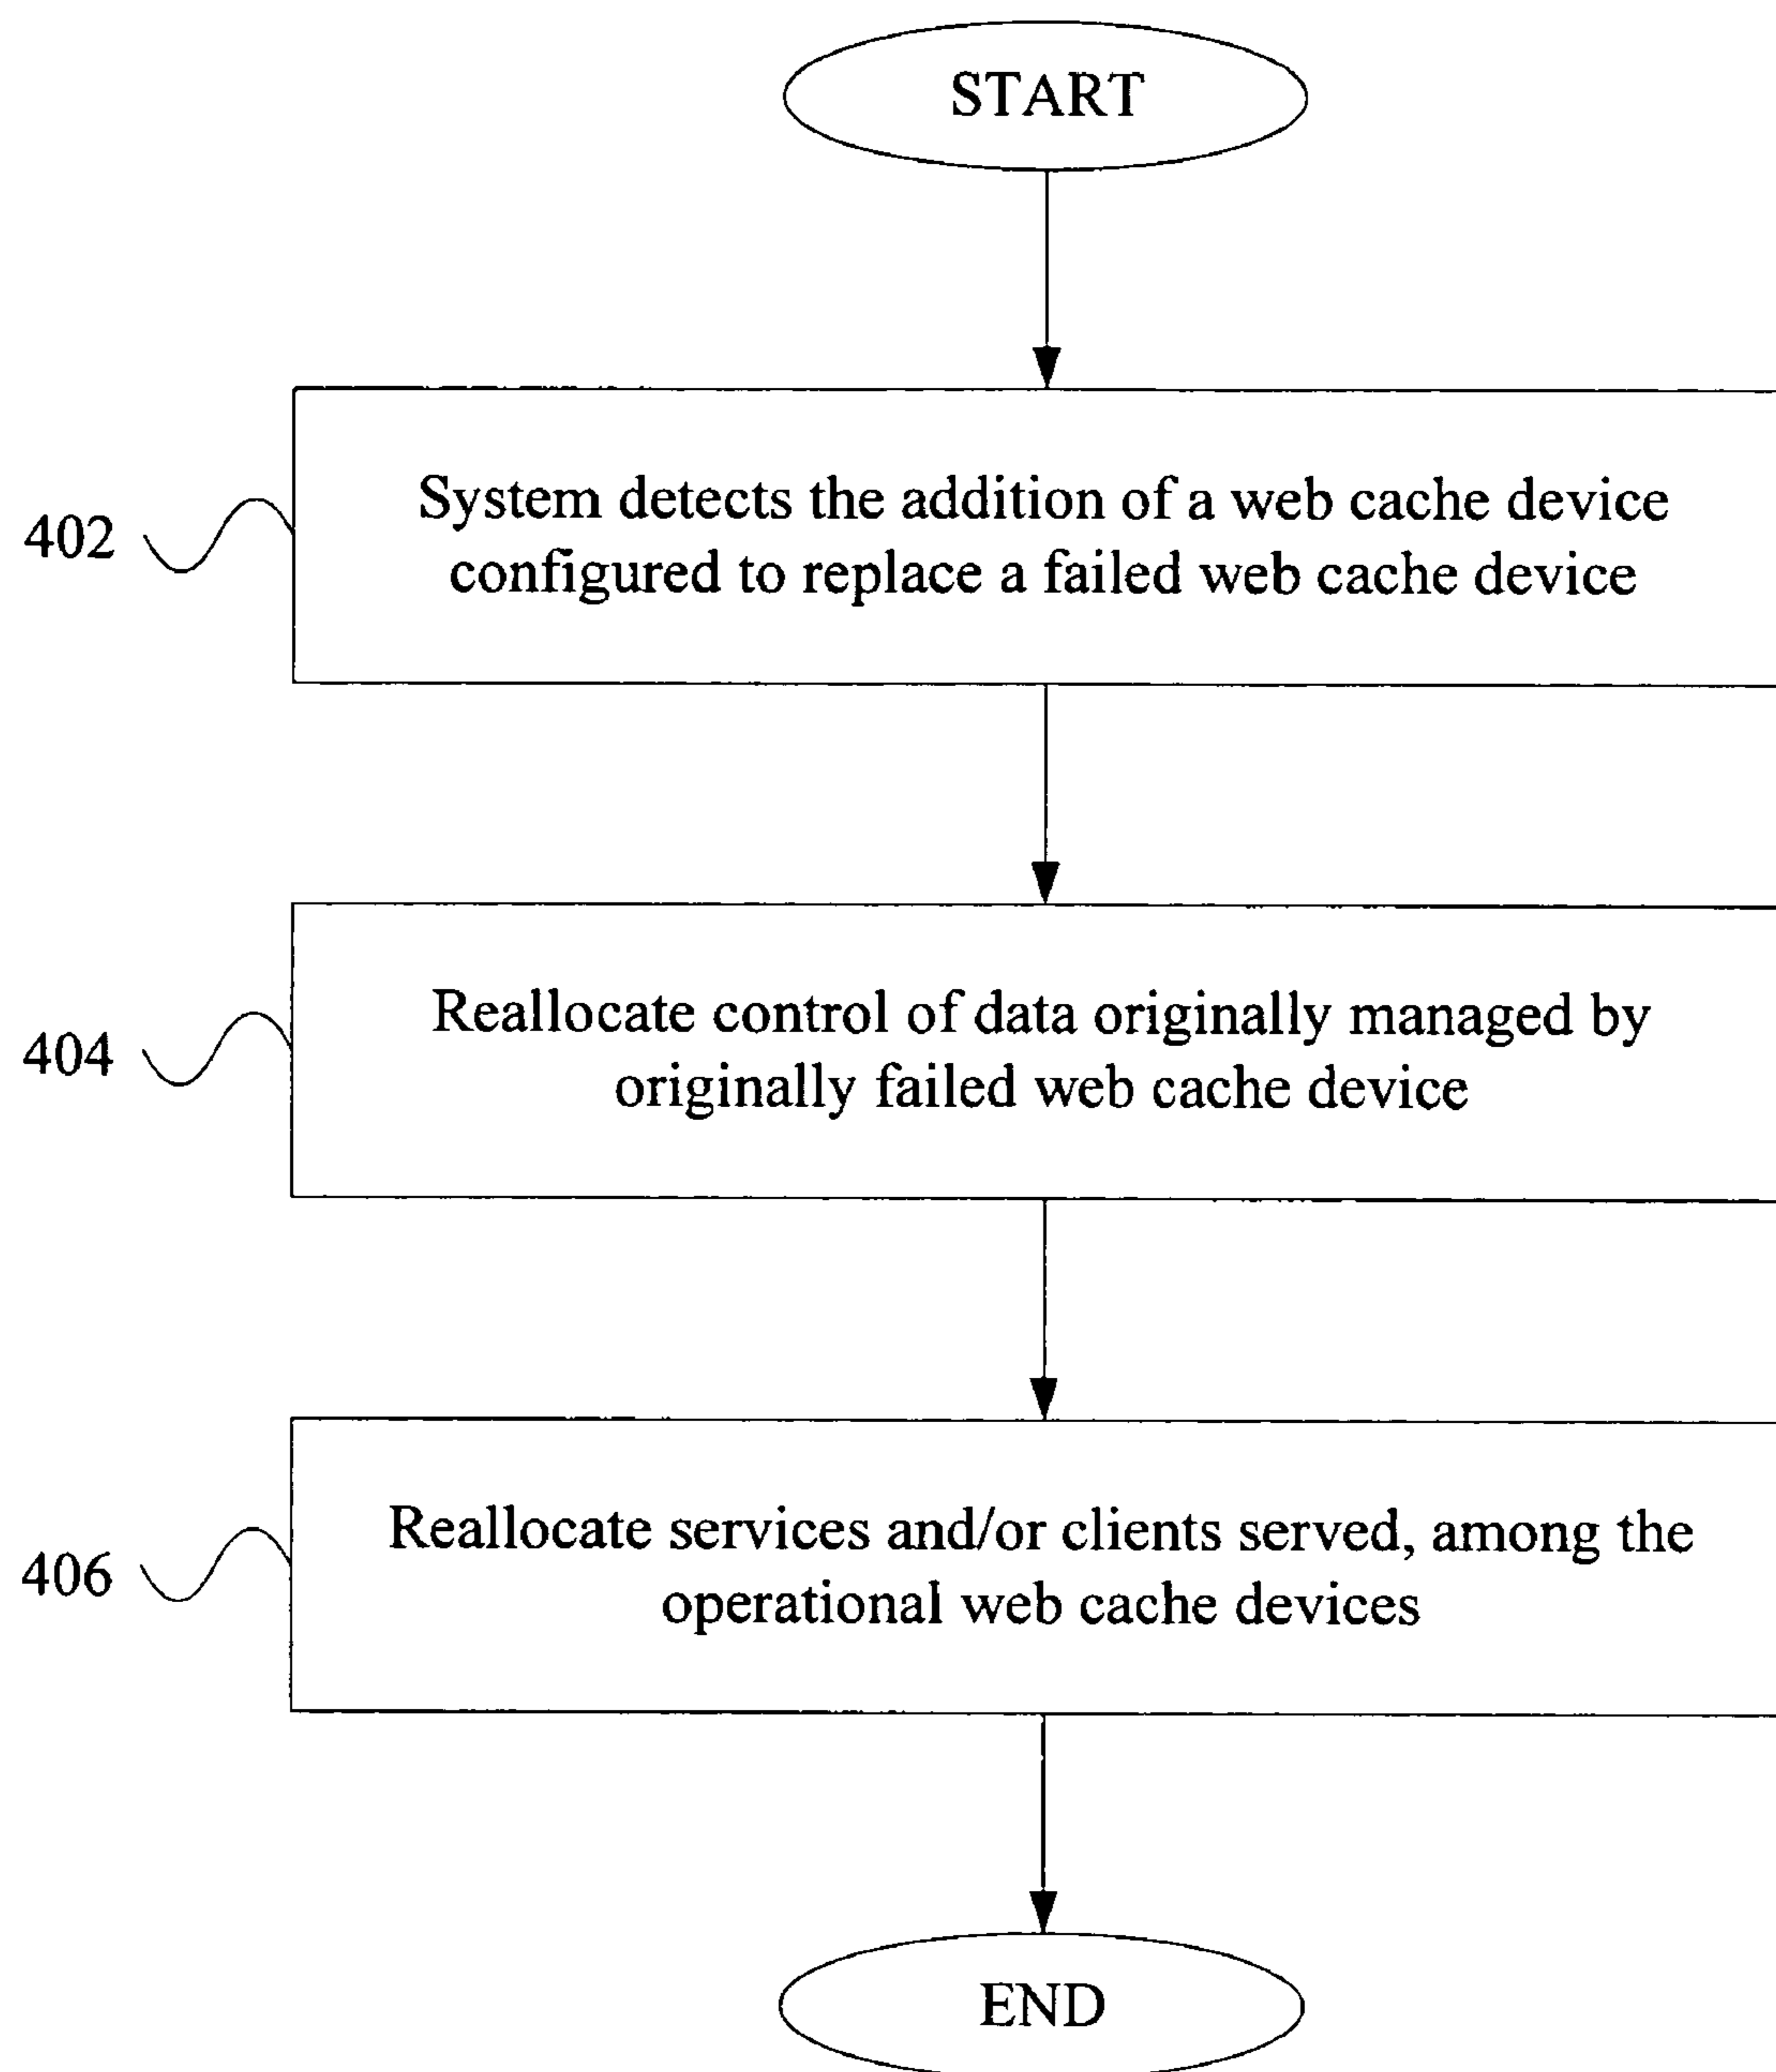 START
402
System detects the addition of a web cache device
configured to replace a failed web cache device
404
Reallocate control of data originally managed by
originally failed web cache device
406
Reallocate services and/or clients served, among the
operational web cache devices
END